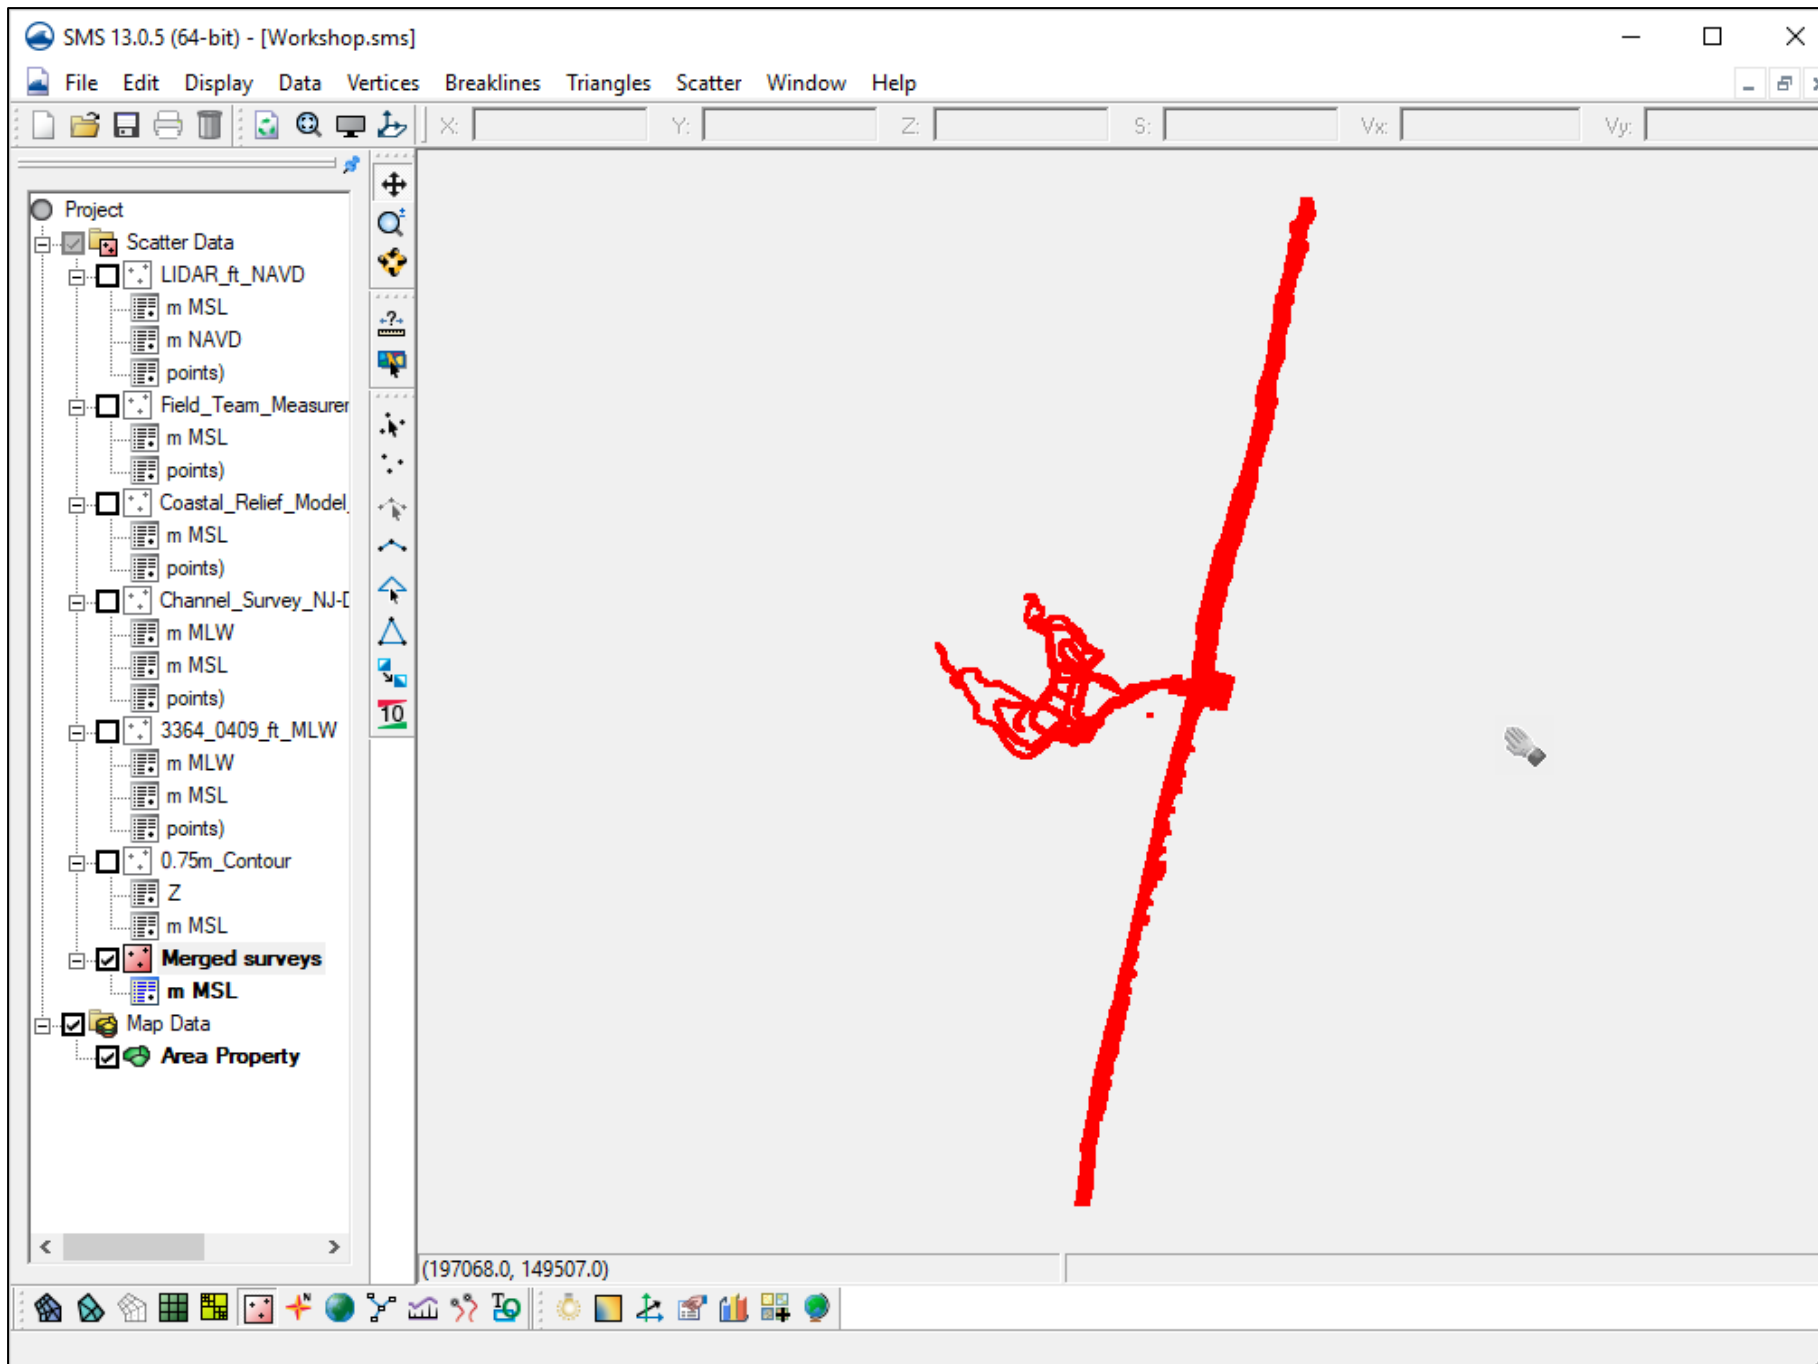 SMS 13.0.5 (64-bit) - [Workshop.sms]
File Edit Display Data Vertices Breaklines Triangles Scatter Window Help
X: Y: Z: S: Vx: Vy:
Project
Scatter Data
LIDAR_ft_NAVD
m MSL
m NAVD
points)
Field_Team_Measurer
m MSL
points)
Coastal_Relief_Model_
m MSL
points)
Channel_Survey_NJ-D
m MLW
m MSL
points)
3364_0409_ft_MLW
m MLW
m MSL
points)
0.75m_Contour
Z
m MSL
Merged surveys
m MSL
Map Data
Area Property
10
(197068.0, 149507.0)